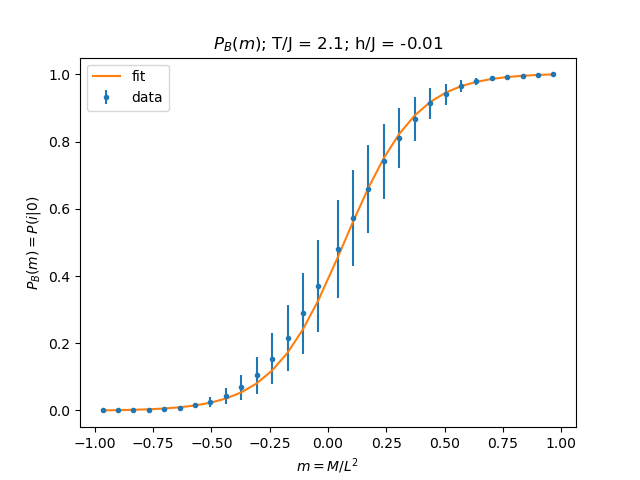 P_B(m); T/J = 2.1; h/J = -0.01
P_B(m) = P(i|0)
1.0
0.8
0.6
0.4
0.2
0.0
fit
data
−1.00 −0.75 −0.50 −0.25 0.00 0.25 0.50 0.75 1.00
m = M/L²